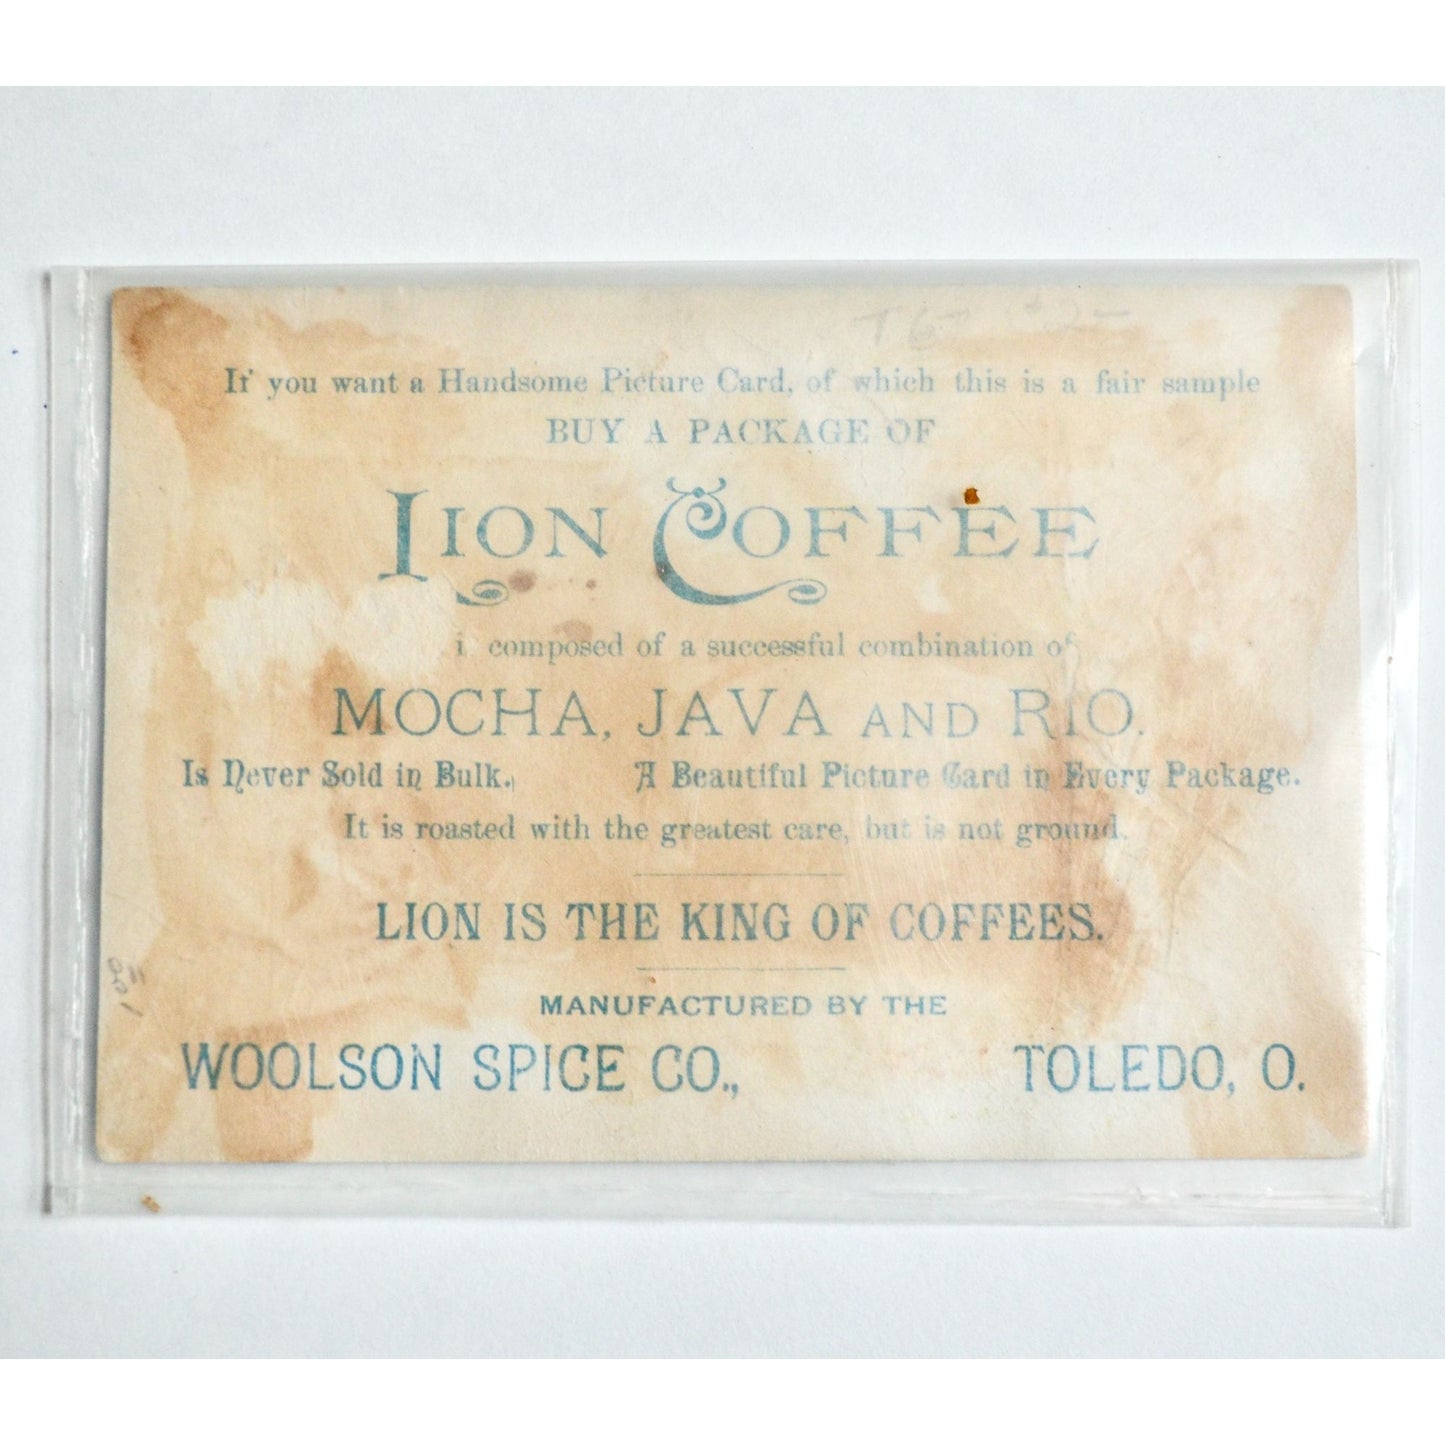 If you want a Handsome Picture Card, of which this is a fair sample
BUY A PACKAGE OF
LION COFFEE
composed of a successful combination of
MOCHA, JAVA AND RIO.
Is Never Sold in Bulk. A Beautiful Picture Card in Every Package.
It is roasted with the greatest care, but is not ground.
LION IS THE KING OF COFFEES.
MANUFACTURED BY THE
WOOLSON SPICE CO., TOLEDO, O.